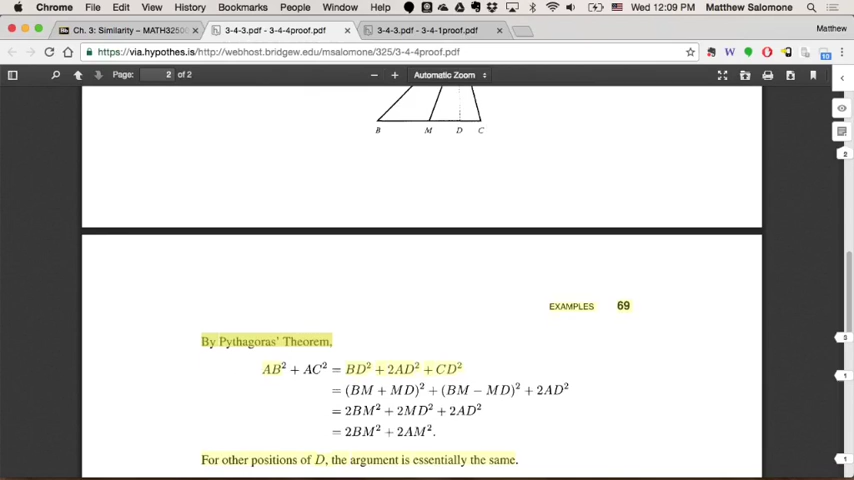 Chrome File Edit View History Bookmarks People Window Help Wed 12:09 PM Matthew Salomone
Ch. 3: Similarity - MATH3250 × 3-4-3.pdf - 3-4-4proof.pdf × 3-4-3.pdf - 3-4-1proof.pdf × Matthew
https://via.hypothes.is/http://webhost.bridgew.edu/msalomone/325/3-4-4proof.pdf
Page: 2 of 2 Automatic Zoom
B M D C
2
EXAMPLES 69
By Pythagoras' Theorem,
AB² + AC² = BD² + 2AD² + CD²
= (BM + MD)² + (BM − MD)² + 2AD²
= 2BM² + 2MD² + 2AD²
= 2BM² + 2AM².
For other positions of D, the argument is essentially the same.
1
1